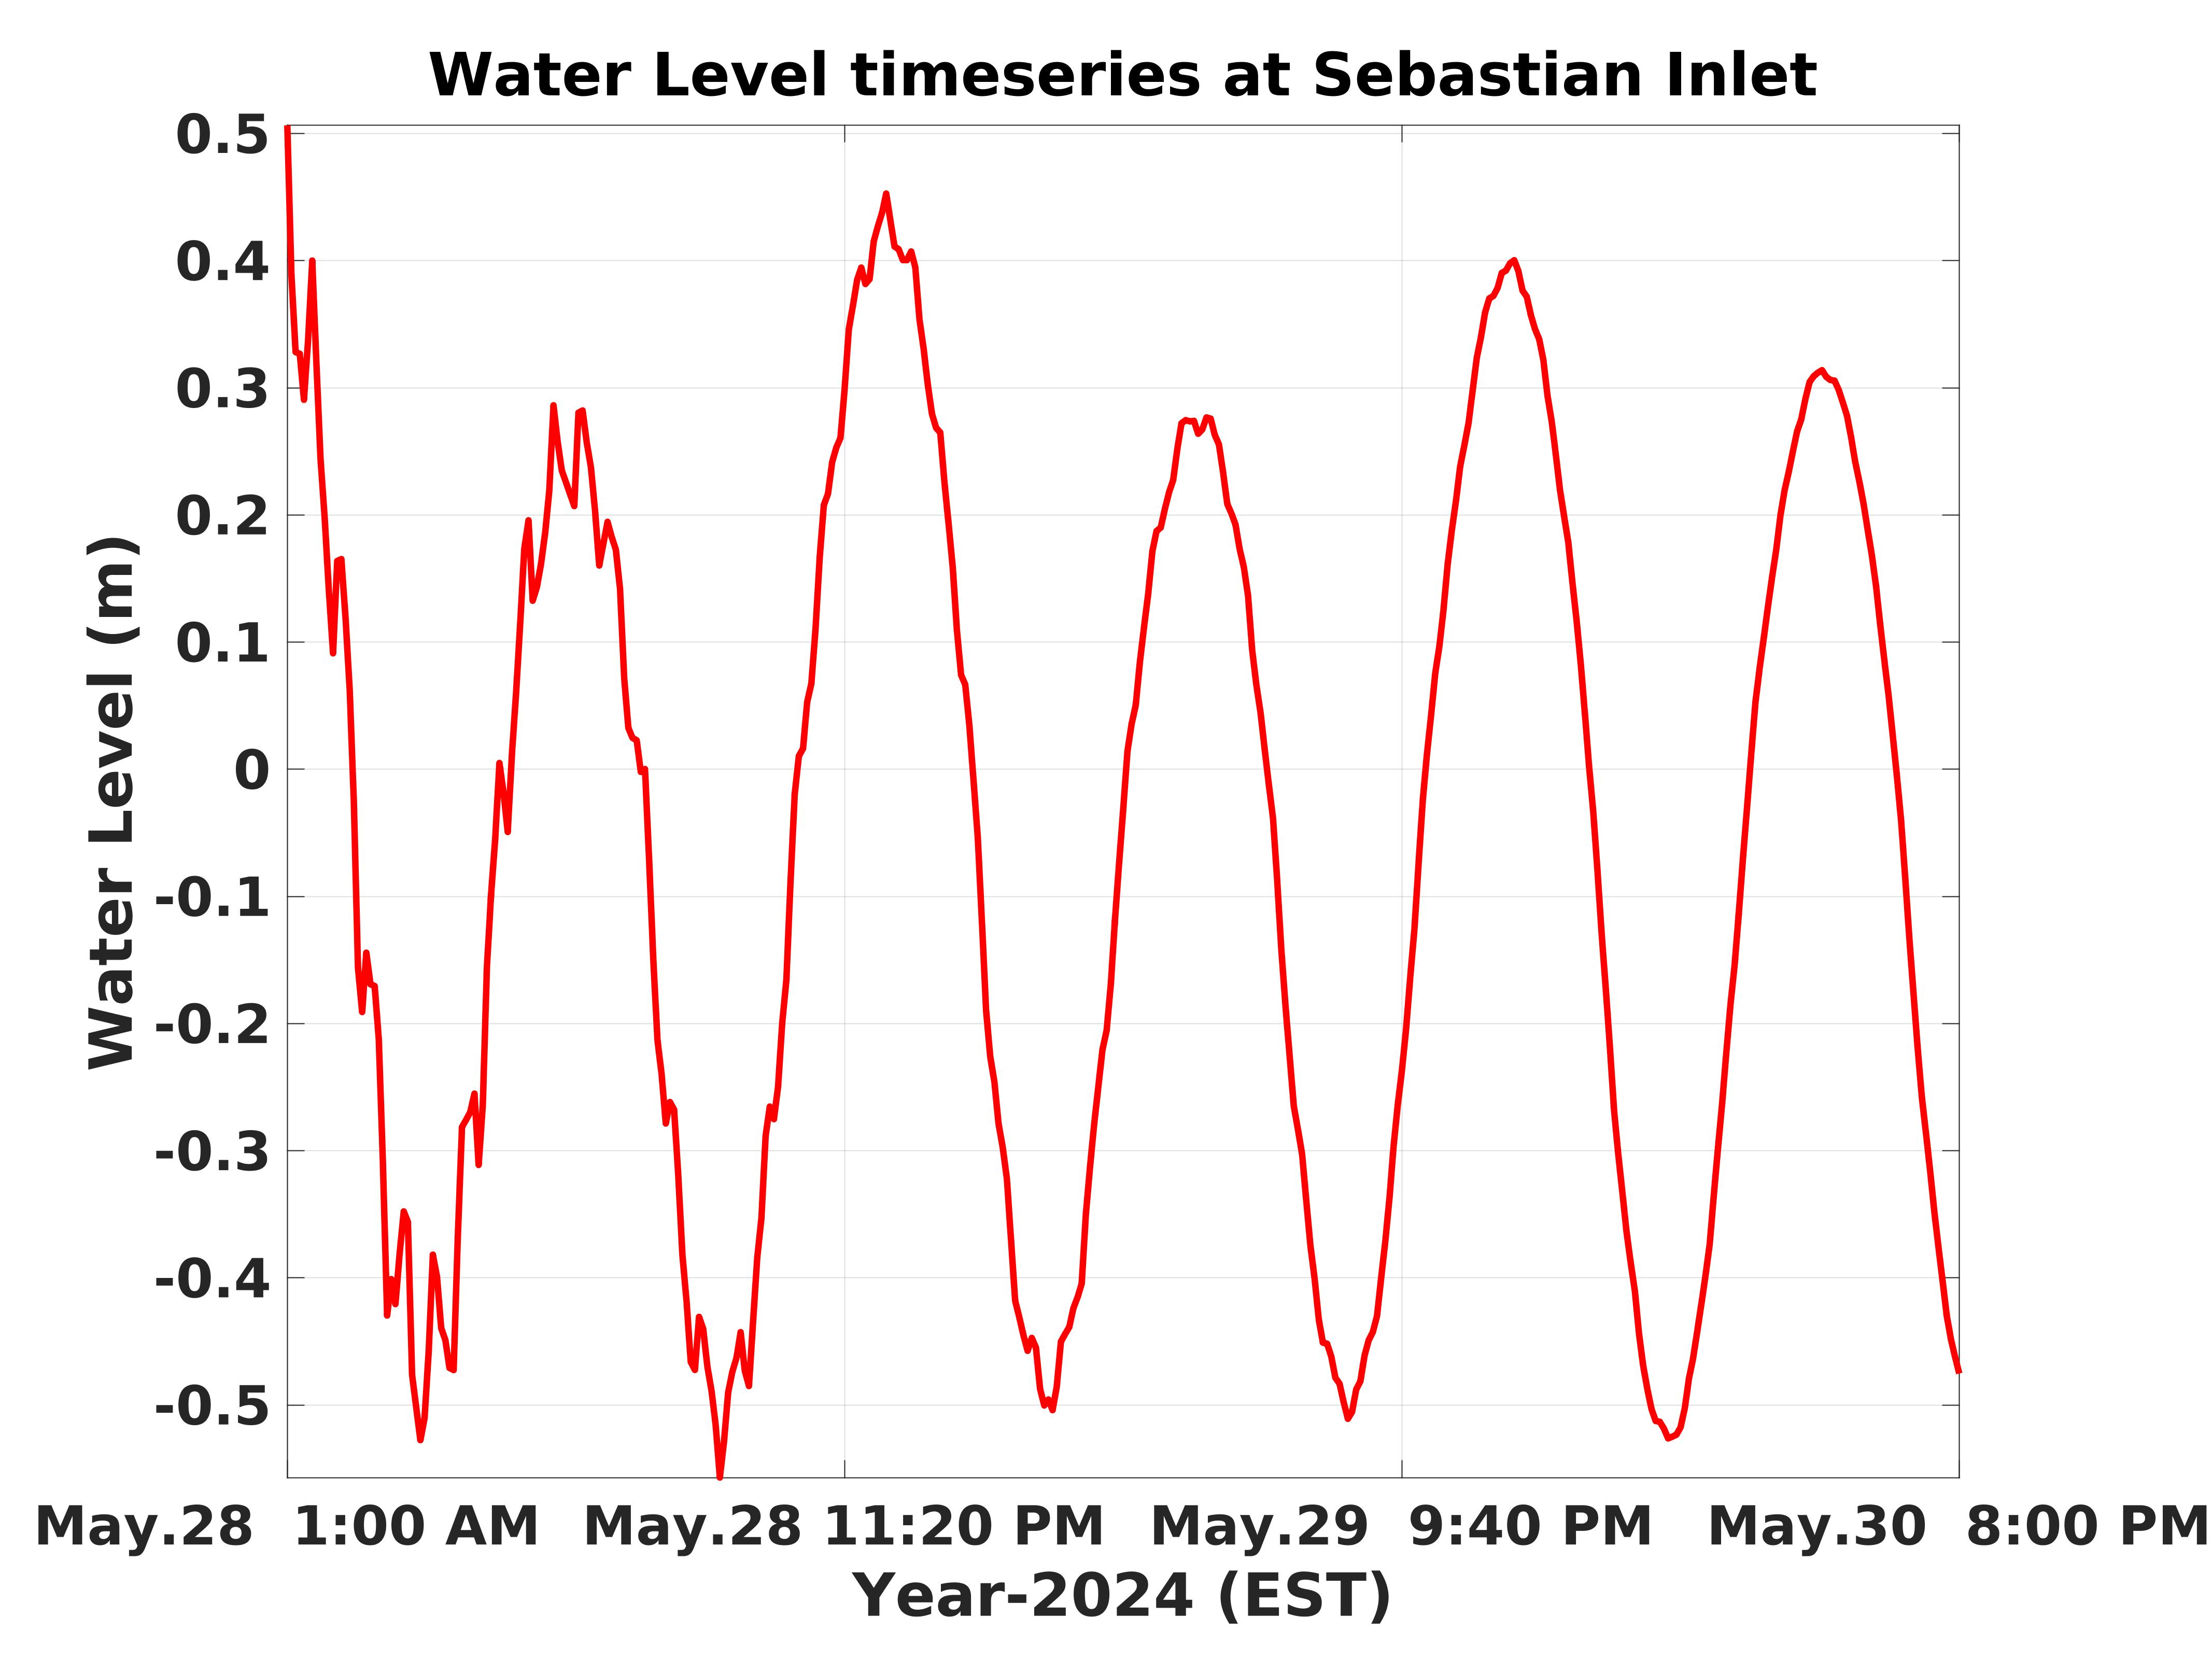 Water Level timeseries at Sebastian Inlet
0.5
0.4
0.3
0.2
0.1
0
-0.1
-0.2
-0.3
-0.4
-0.5
Water Level (m)
May.28 1:00 AM May.28 11:20 PM May.29 9:40 PM May.30 8:00 PM
Year-2024 (EST)